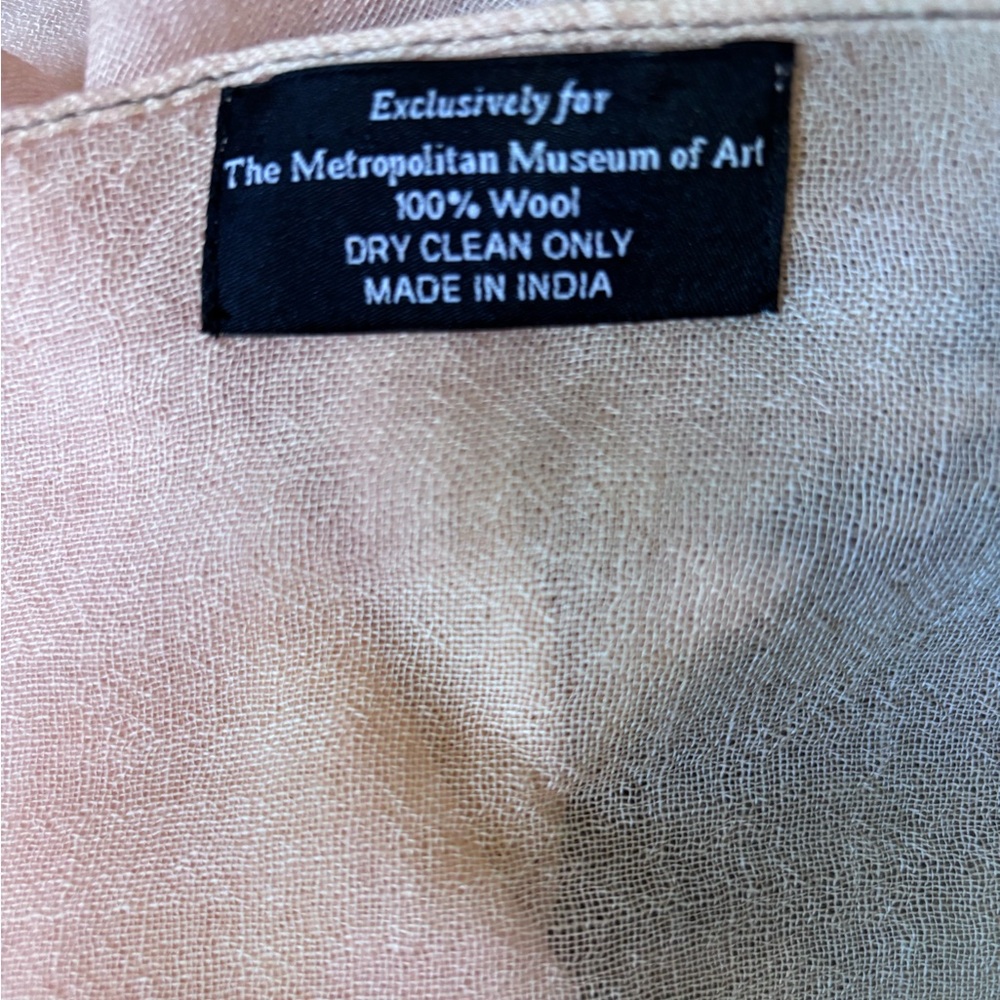 Exclusively for
The Metropolitan Museum of Art
100% Wool
DRY CLEAN ONLY
MADE IN INDIA